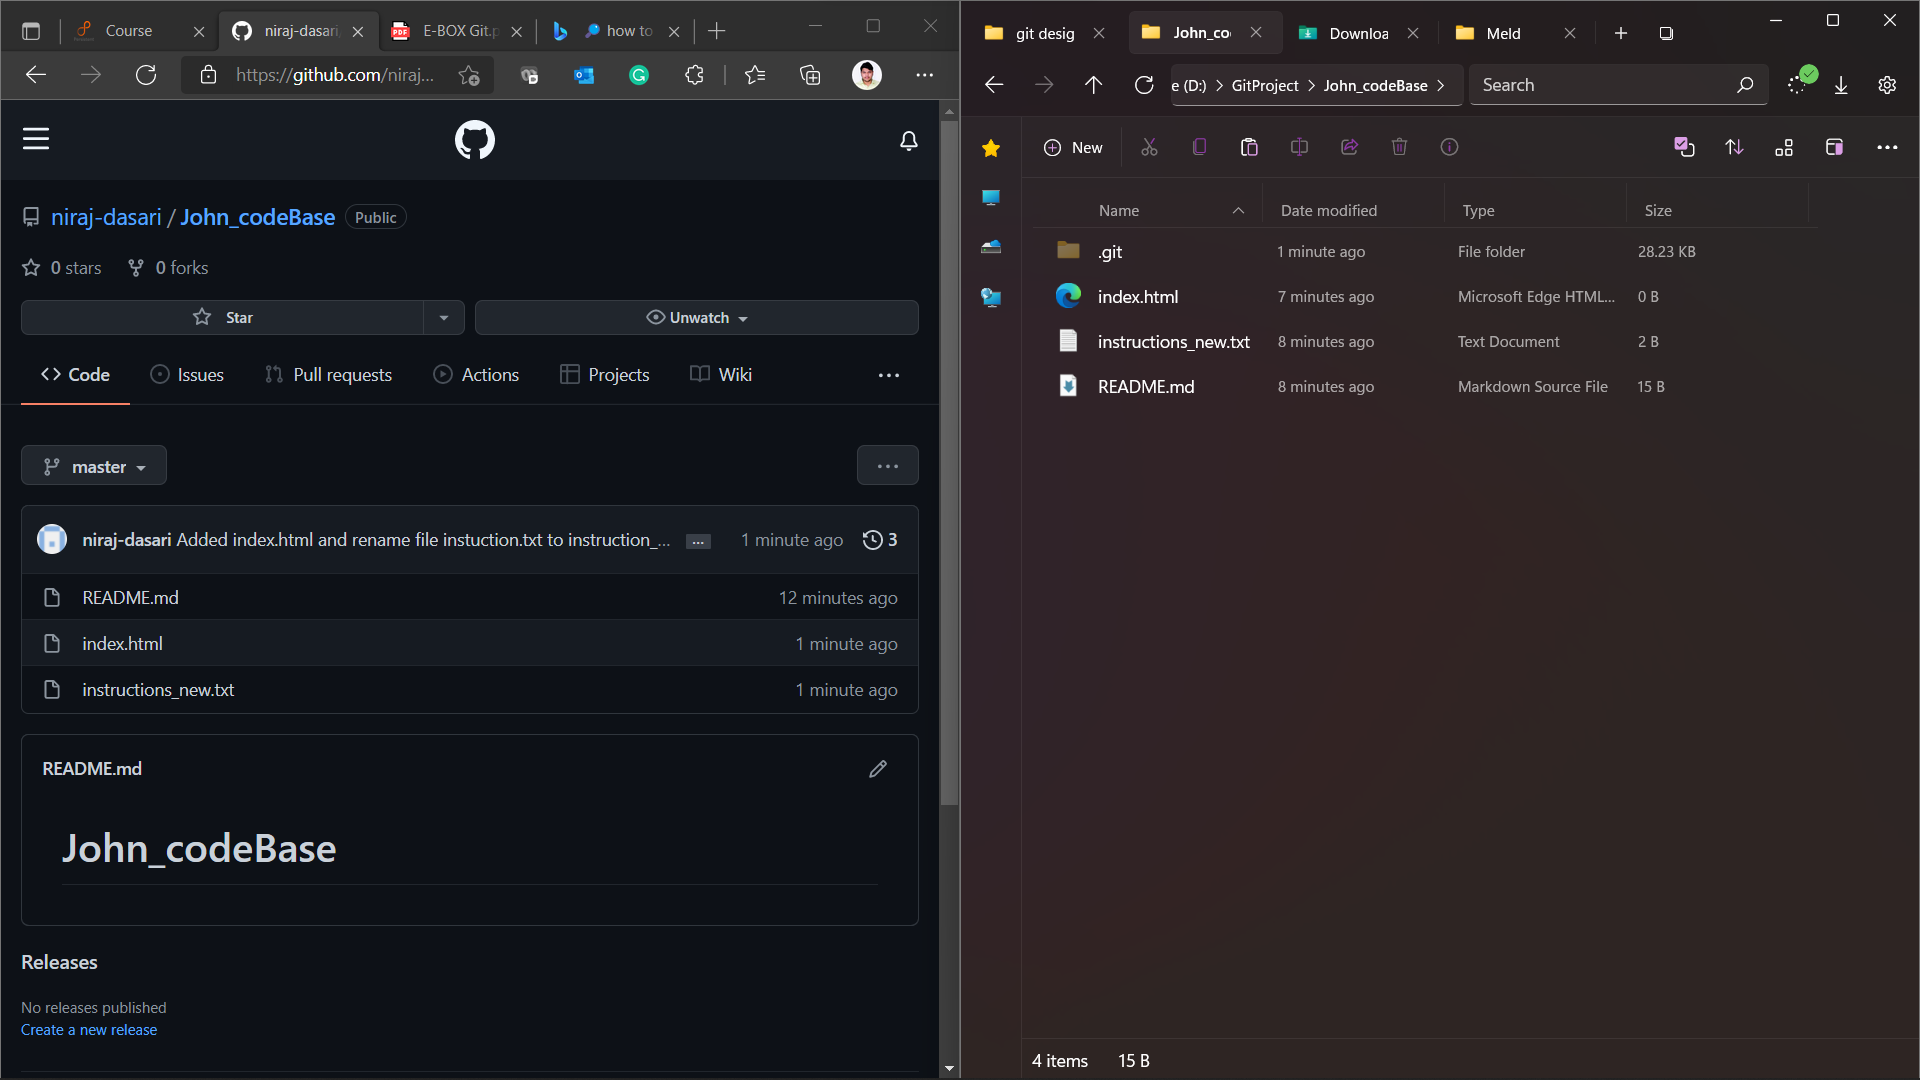 Course
niraj-dasari
E-BOX Git.p
how to
https://github.com/niraj...
niraj-dasari / John_codeBase Public
0 stars 0 forks
Star
Unwatch
Code Issues Pull requests Actions Projects Wiki
master
niraj-dasari Added index.html and rename file instuction.txt to instruction_... ... 1 minute ago 3
README.md 12 minutes ago
index.html 1 minute ago
instructions_new.txt 1 minute ago
README.md
John_codeBase
Releases
No releases published
Create a new release
git desig
John_co
Downloa
Meld
e (D:) > GitProject > John_codeBase >
Search
New
Name Date modified Type Size
.git 1 minute ago File folder 28.23 KB
index.html 7 minutes ago Microsoft Edge HTML... 0 B
instructions_new.txt 8 minutes ago Text Document 2 B
README.md 8 minutes ago Markdown Source File 15 B
4 items 15 B